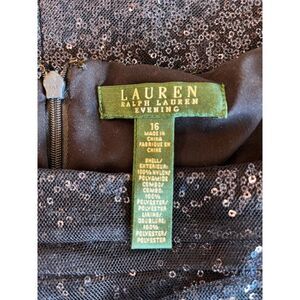 LAUREN
RALPH LAUREN
EVENING
16
MADE IN
CHINA
FABRIQUE EN
CHINE
SHELL/
EXTERIEUR:
100% NYLON/
POLYAMIDE
COMBO/
COMBO:
100%
POLYESTER/
POLYESTER
LINING/
DOUBLURE:
100%
POLYESTER/
POLYESTER